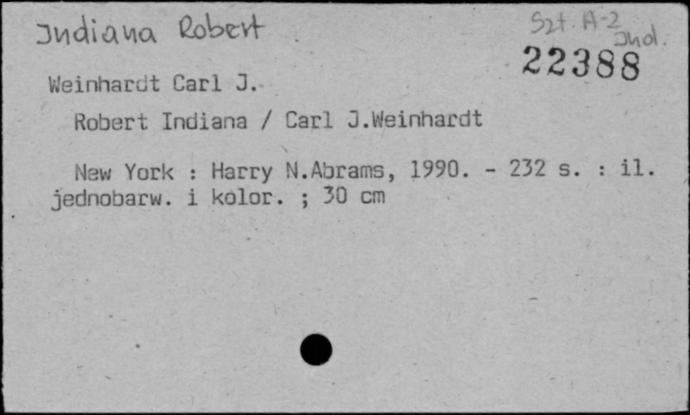 Indiana Robert
Szt. A-2
Ind.
22388
Weinhardt Carl J.
Robert Indiana / Carl J.Weinhardt
New York : Harry N.Abrams, 1990. - 232 s. : il.
jednobarw. i kolor. ; 30 cm